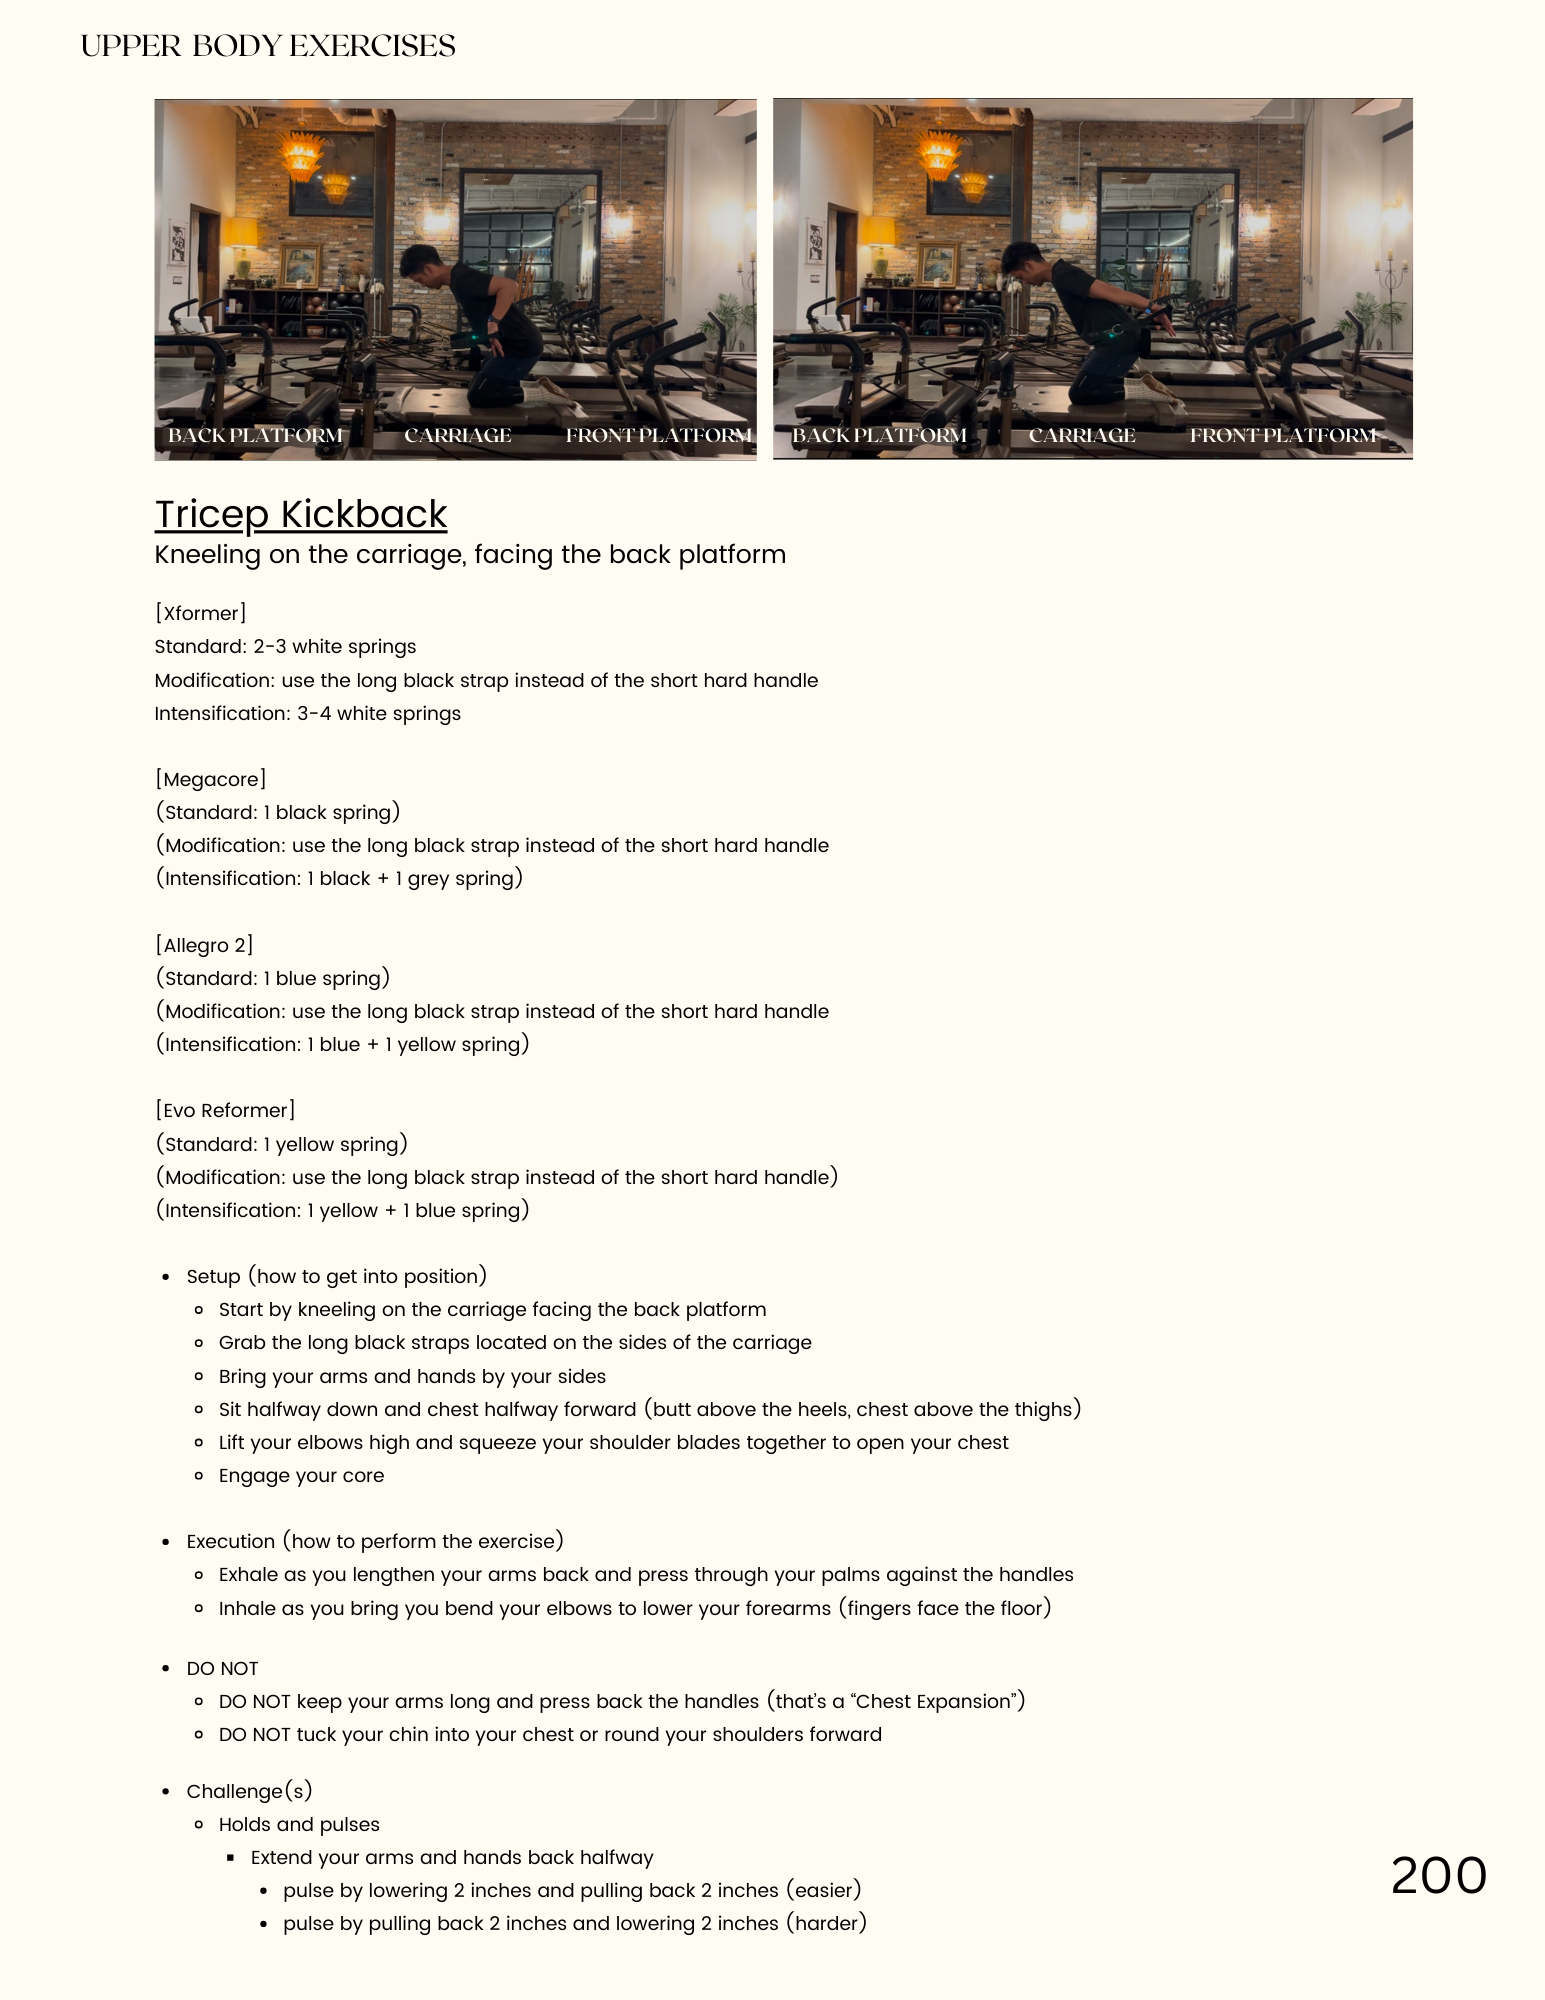 UPPER BODY EXERCISES
BACK PLATFORM CARRIAGE FRONT PLATFORM
BACK PLATFORM CARRIAGE FRONT PLATFORM
Tricep Kickback
Kneeling on the carriage, facing the back platform
[Xformer]
Standard: 2-3 white springs
Modification: use the long black strap instead of the short hard handle
Intensification: 3-4 white springs
[Megacore]
(Standard: 1 black spring)
(Modification: use the long black strap instead of the short hard handle
(Intensification: 1 black + 1 grey spring)
[Allegro 2]
(Standard: 1 blue spring)
(Modification: use the long black strap instead of the short hard handle
(Intensification: 1 blue + 1 yellow spring)
[Evo Reformer]
(Standard: 1 yellow spring)
(Modification: use the long black strap instead of the short hard handle)
(Intensification: 1 yellow + 1 blue spring)
• Setup (how to get into position)
◦ Start by kneeling on the carriage facing the back platform
◦ Grab the long black straps located on the sides of the carriage
◦ Bring your arms and hands by your sides
◦ Sit halfway down and chest halfway forward (butt above the heels, chest above the thighs)
◦ Lift your elbows high and squeeze your shoulder blades together to open your chest
◦ Engage your core
• Execution (how to perform the exercise)
◦ Exhale as you lengthen your arms back and press through your palms against the handles
◦ Inhale as you bring you bend your elbows to lower your forearms (fingers face the floor)
• DO NOT
◦ DO NOT keep your arms long and press back the handles (that's a “Chest Expansion”)
◦ DO NOT tuck your chin into your chest or round your shoulders forward
• Challenge(s)
◦ Holds and pulses
▪ Extend your arms and hands back halfway
• pulse by lowering 2 inches and pulling back 2 inches (easier)
• pulse by pulling back 2 inches and lowering 2 inches (harder)
200